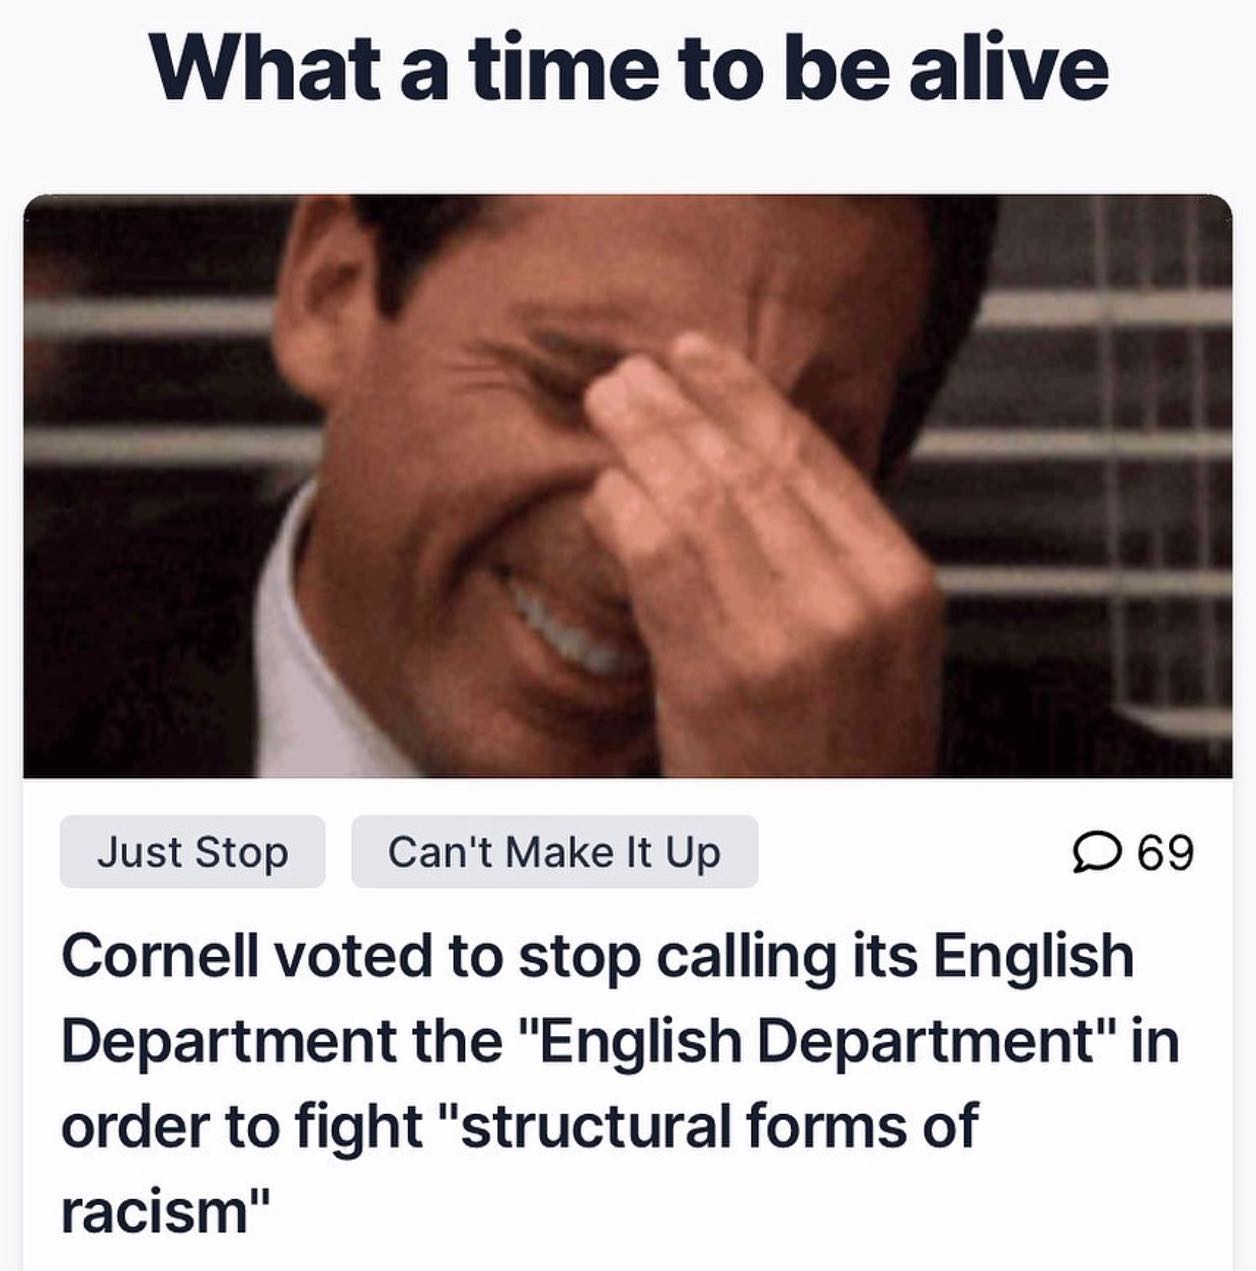 What a time to be alive
Just Stop
Can't Make It Up
69
Cornell voted to stop calling its English
Department the "English Department" in
order to fight "structural forms of
racism"